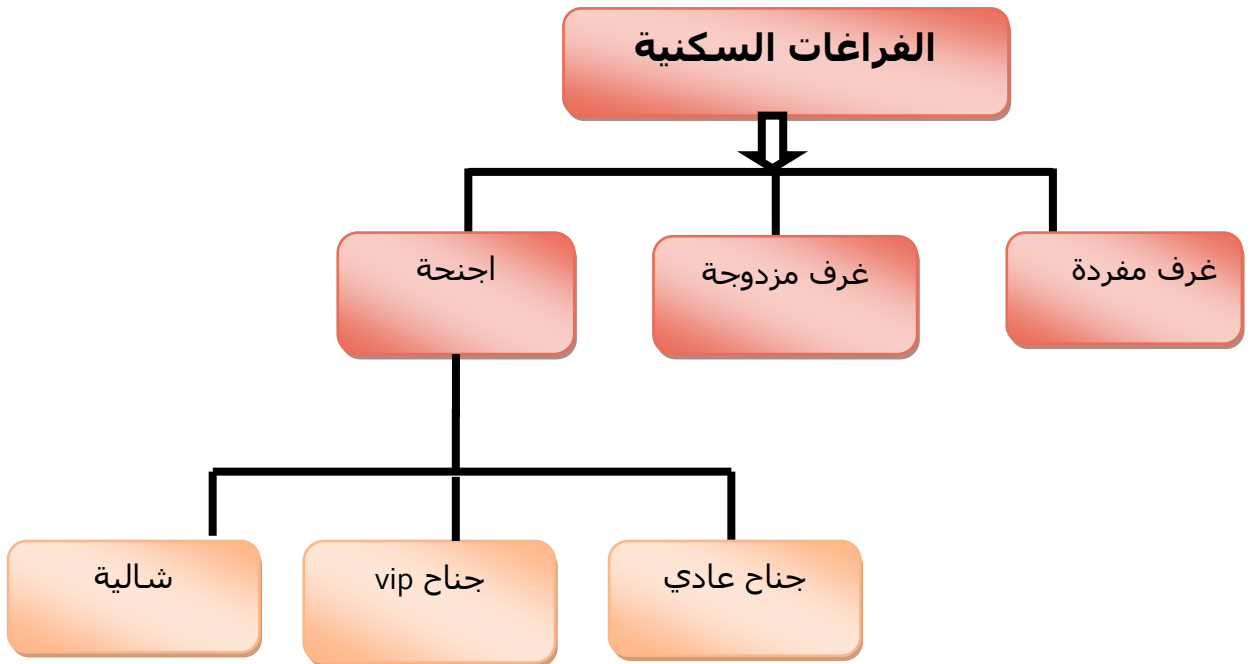 الفراغات السكنية
غرف مفردة
غرف مزدوجة
اجنحة
جناح عادي
جناح vip
شالية